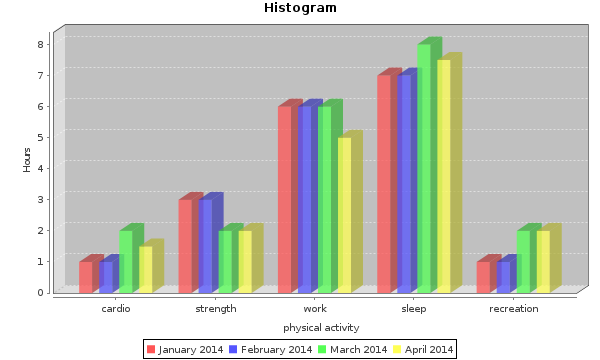 Histogram
8
7
6
5
4
3
2
1
0
Hours
cardio strength work sleep recreation
physical activity
January 2014 February 2014 March 2014 April 2014